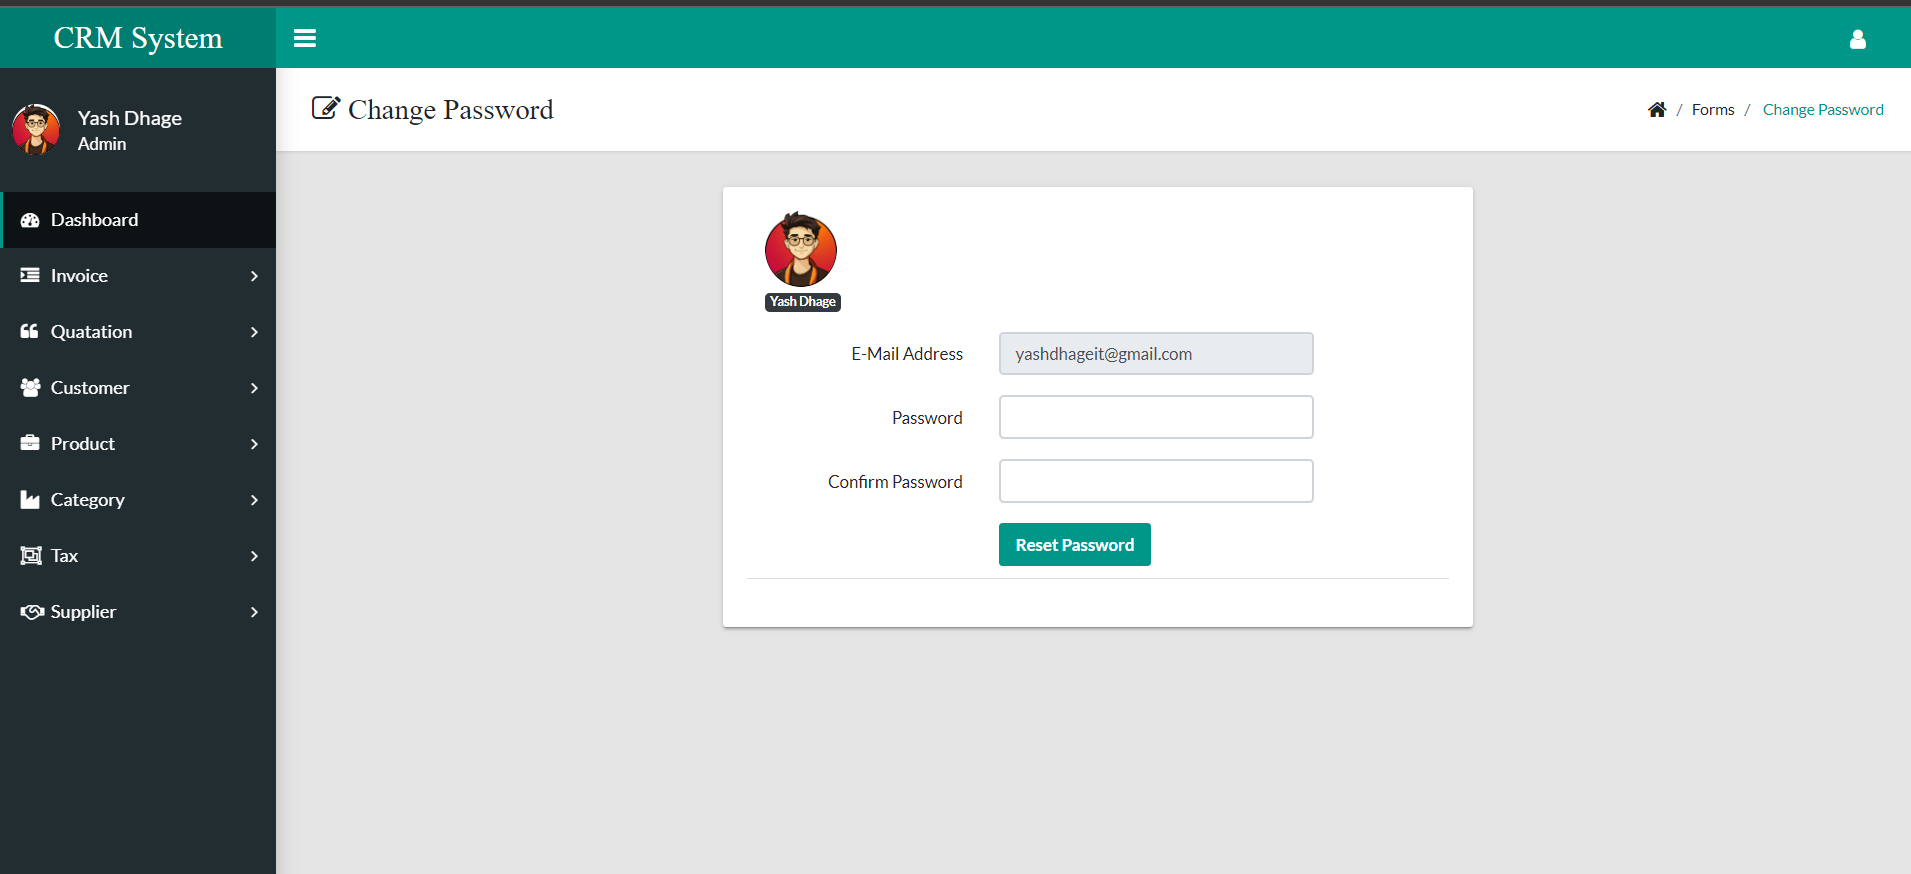 CRM System
Yash Dhage
Admin
Dashboard
Invoice
Quatation
Customer
Product
Category
Tax
Supplier
Change Password
/ Forms / Change Password
Yash Dhage
E-Mail Address yashdhageit@gmail.com
Password
Confirm Password
Reset Password